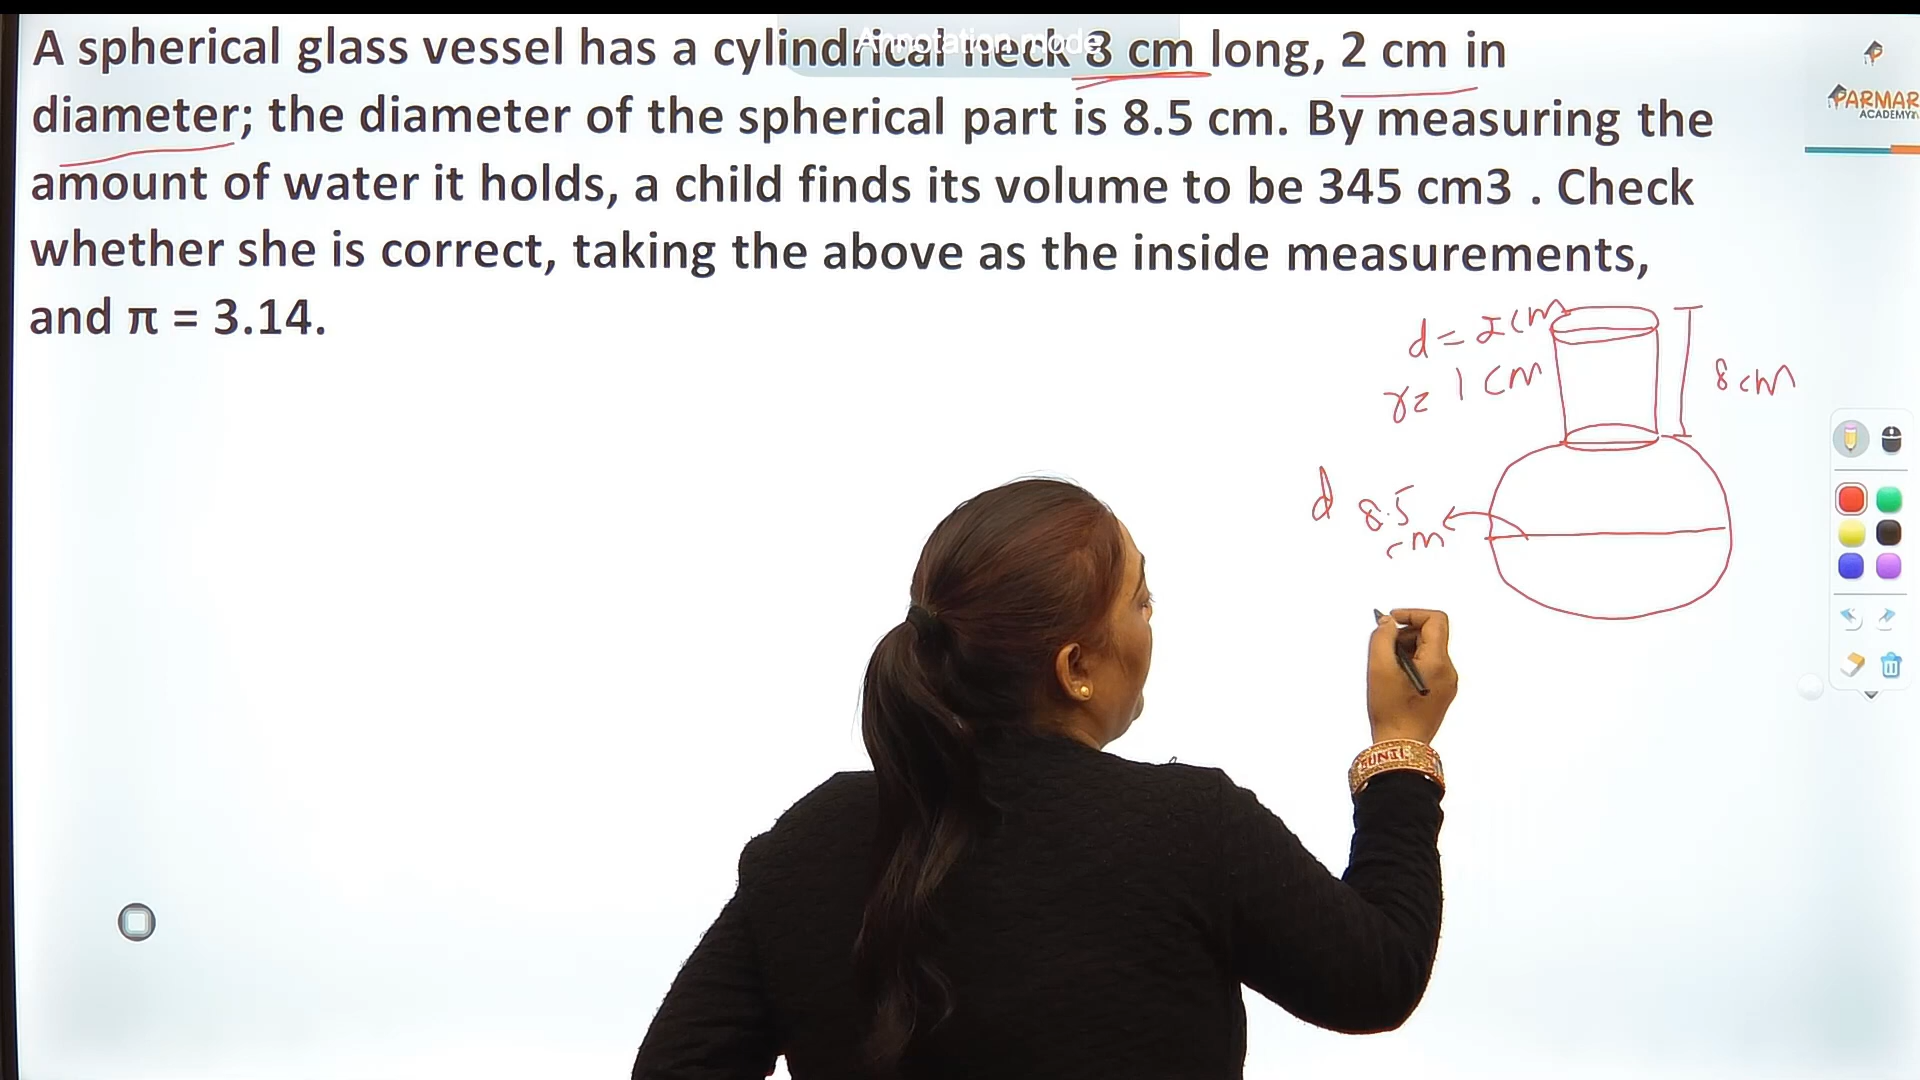 A spherical glass vessel has a cylindrical neck 8 cm long, 2 cm in
Annotation mode
diameter; the diameter of the spherical part is 8.5 cm. By measuring the
amount of water it holds, a child finds its volume to be 345 cm3 . Check
whether she is correct, taking the above as the inside measurements,
and π = 3.14.
PARMAR
ACADEMY
d = 2 cm
r = 1 cm
8 cm
d 8.5
cm